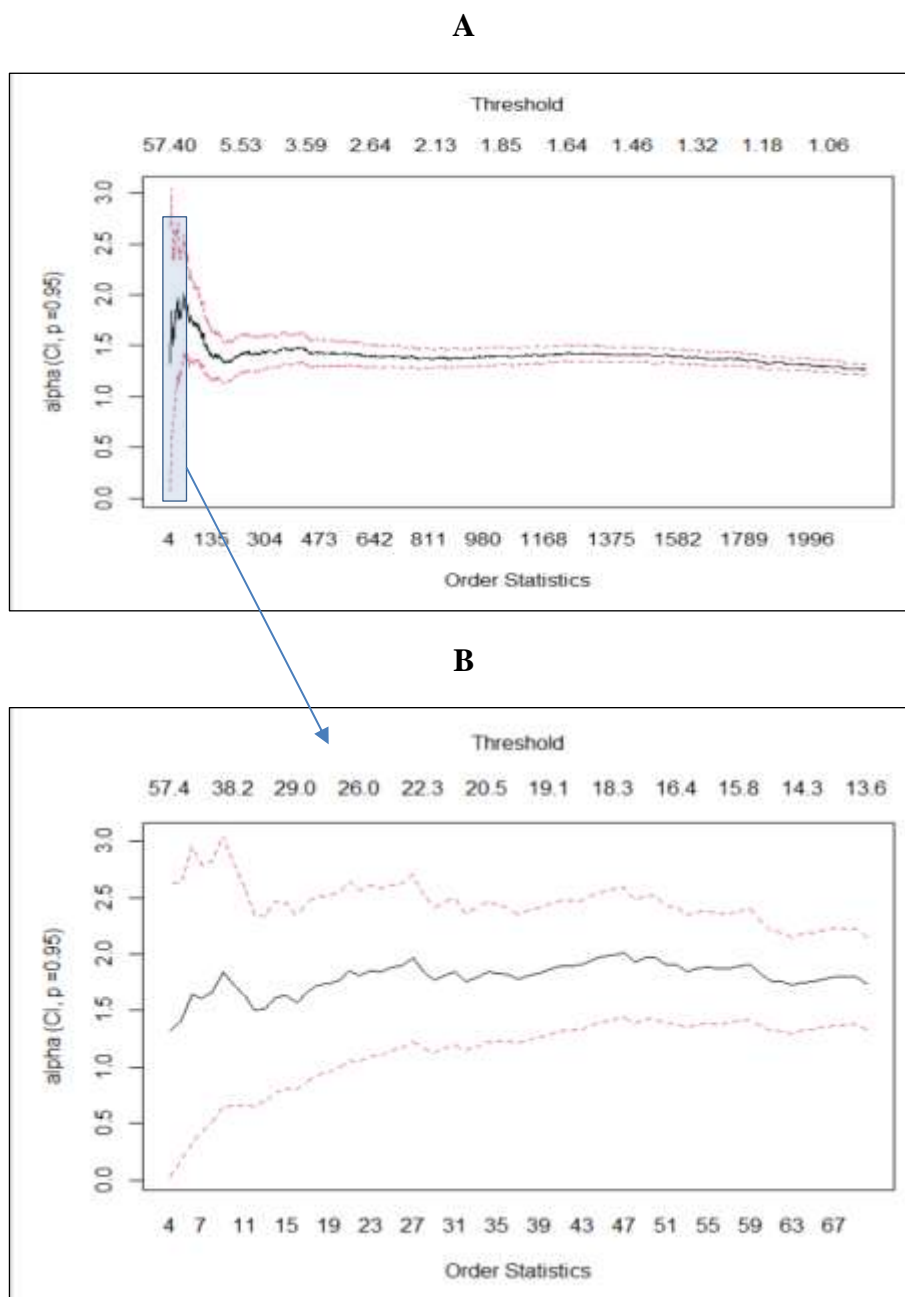 A
Threshold
57.40 5.53 3.59 2.64 2.13 1.85 1.64 1.46 1.32 1.18 1.06
3.0
2.5
2.0
1.5
1.0
0.5
0.0
alpha (CI, p =0.95)
4 135 304 473 642 811 980 1168 1375 1582 1789 1996
Order Statistics
B
Threshold
57.4 38.2 29.0 26.0 22.3 20.5 19.1 18.3 16.4 15.8 14.3 13.6
3.0
2.5
2.0
1.5
1.0
0.5
0.0
alpha (CI, p =0.95)
4 7 11 15 19 23 27 31 35 39 43 47 51 55 59 63 67
Order Statistics